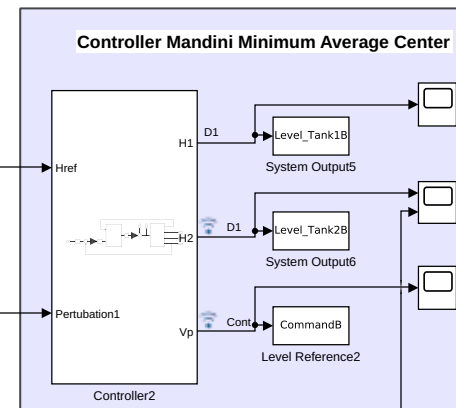 Controller Mandini Minimum Average Center
H1
D1
Level_Tank1B
System Output5
Href
H2
D1
Level_Tank2B
System Output6
Pertubation1
Vp
Cont
CommandB
Level Reference2
Controller2